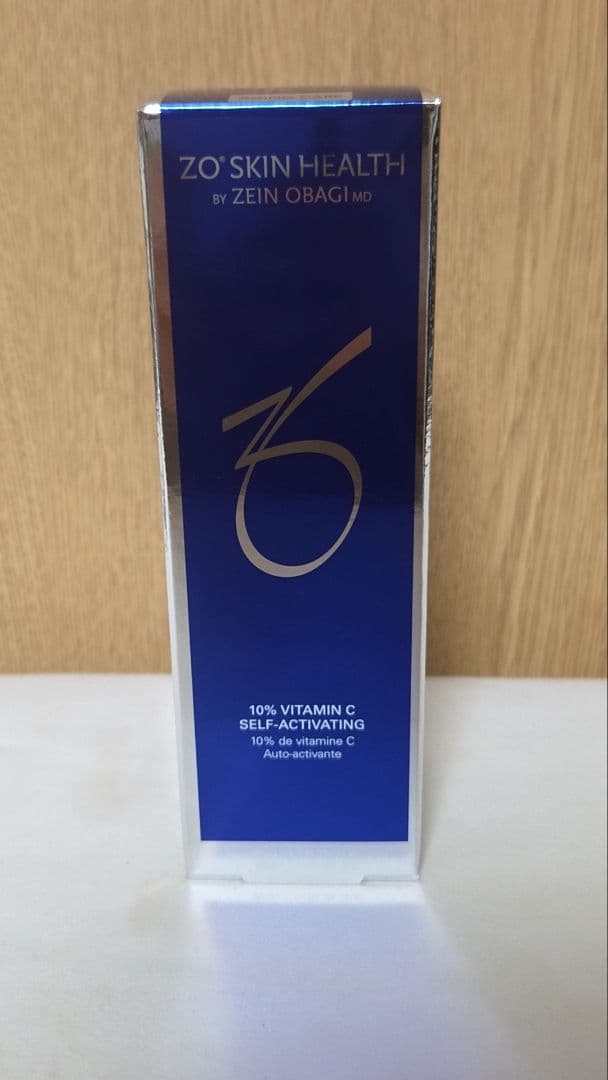 ZO® SKIN HEALTH
BY ZEIN OBAGI MD
10% VITAMIN C
SELF-ACTIVATING
10% de vitamine C
Auto-activante